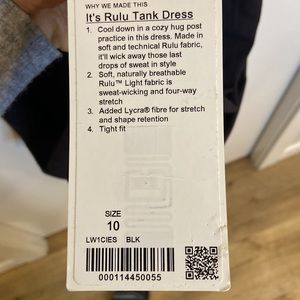 WHY WE MADE THIS
It's Rulu Tank Dress
1. Cool down in a cozy hug post
practice in this dress. Made in
soft and technical Rulu fabric,
it'll wick away those last
drops of sweat in style
2. Soft, naturally breathable
Rulu™ Light fabric is
sweat-wicking and four-way
stretch
3. Added Lycra® fibre for stretch
and shape retention
4. Tight fit
SIZE
10
LW1CIES BLK
000114450055